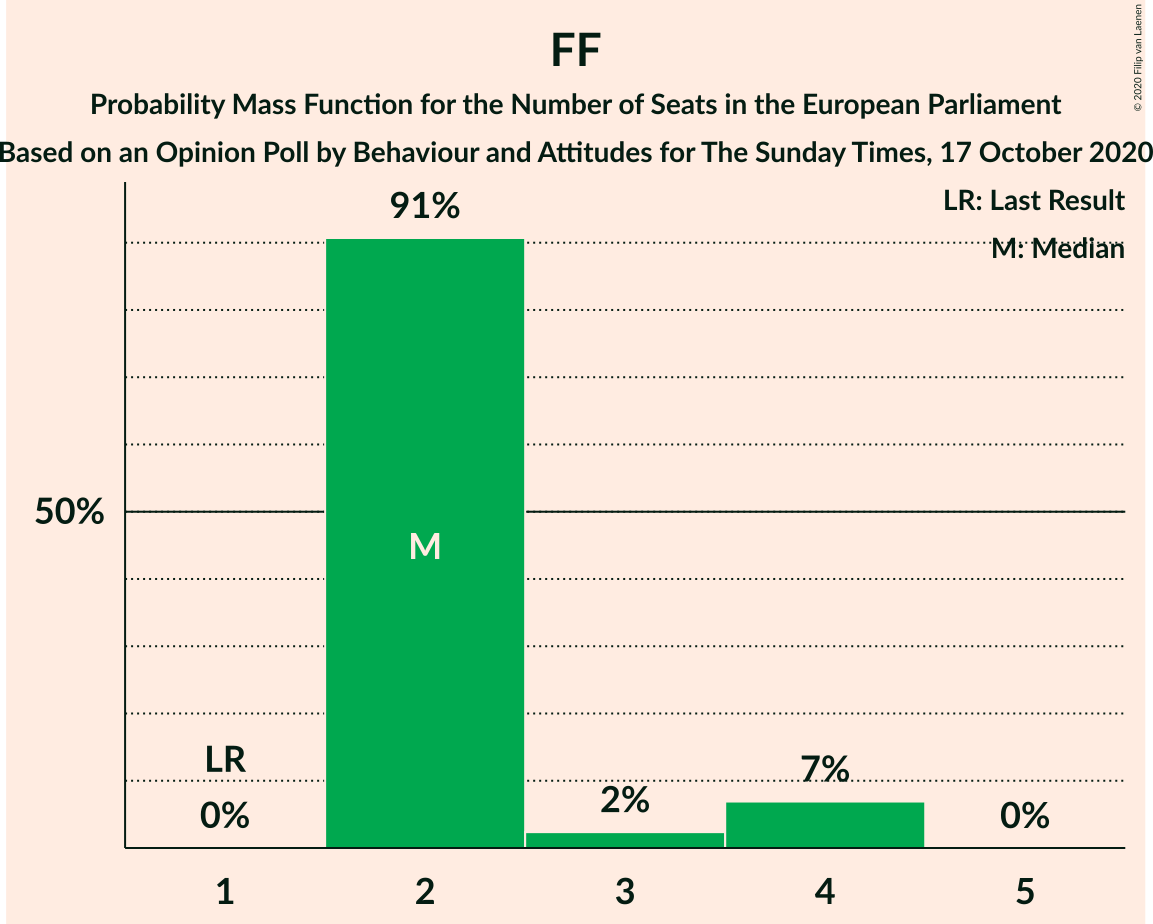 FF
Probability Mass Function for the Number of Seats in the European Parliament
Based on an Opinion Poll by Behaviour and Attitudes for The Sunday Times, 17 October 2020
© 2020 Filip van Laenen
LR: Last Result
M: Median
91%
50%
M
LR
0%
2%
7%
0%
1 2 3 4 5